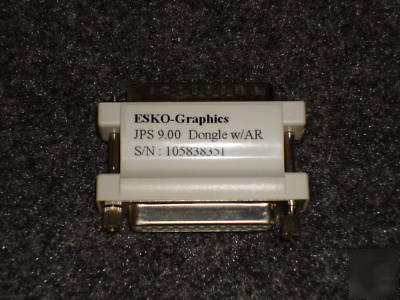 ESKO-Graphics
JPS 9.00 Dongle w/AR
S/N : 105838351